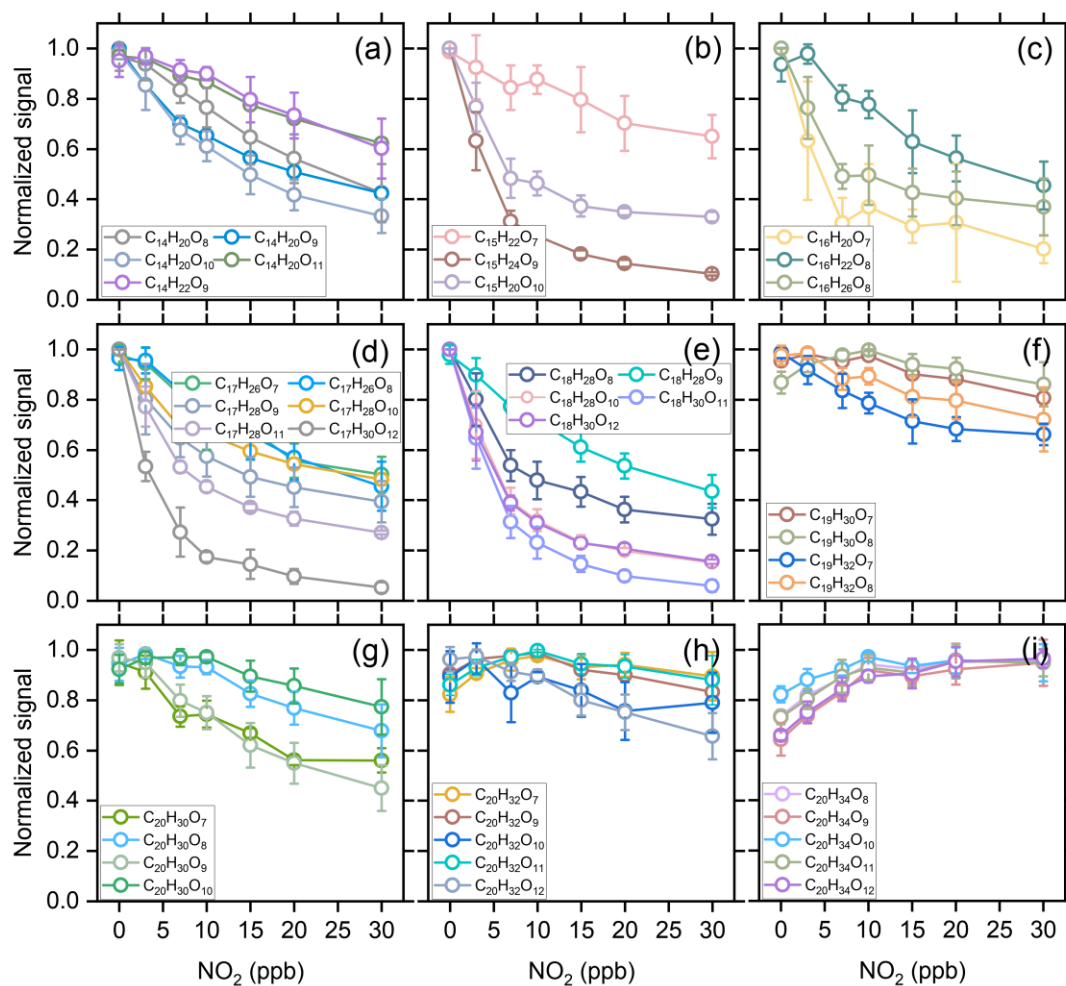 (a) (b) (c)
Normalized signal
1.0
0.8
0.6
0.4
0.2
0.0
C₁₄H₂₀O₈ C₁₄H₂₀O₉
C₁₄H₂₀O₁₀ C₁₄H₂₀O₁₁
C₁₄H₂₂O₉
C₁₅H₂₂O₇
C₁₅H₂₄O₉
C₁₅H₂₀O₁₀
C₁₆H₂₀O₇
C₁₆H₂₂O₈
C₁₆H₂₆O₈
(d) (e) (f)
Normalized signal
1.0
0.8
0.6
0.4
0.2
0.0
C₁₇H₂₆O₇ C₁₇H₂₆O₈
C₁₇H₂₈O₉ C₁₇H₂₈O₁₀
C₁₇H₂₈O₁₁ C₁₇H₃₀O₁₂
C₁₈H₂₈O₈ C₁₈H₂₈O₉
C₁₈H₂₈O₁₀ C₁₈H₃₀O₁₁
C₁₈H₃₀O₁₂
C₁₉H₃₀O₇
C₁₉H₃₀O₈
C₁₉H₃₂O₇
C₁₉H₃₂O₈
(g) (h) (i)
Normalized signal
1.0
0.8
0.6
0.4
0.2
0.0
C₂₀H₃₀O₇
C₂₀H₃₀O₈
C₂₀H₃₀O₉
C₂₀H₃₀O₁₀
C₂₀H₃₂O₇
C₂₀H₃₂O₉
C₂₀H₃₂O₁₀
C₂₀H₃₂O₁₁
C₂₀H₃₂O₁₂
C₂₀H₃₄O₈
C₂₀H₃₄O₉
C₂₀H₃₄O₁₀
C₂₀H₃₄O₁₁
C₂₀H₃₄O₁₂
0 5 10 15 20 25 30 0 5 10 15 20 25 30 0 5 10 15 20 25 30
NO₂ (ppb) NO₂ (ppb) NO₂ (ppb)